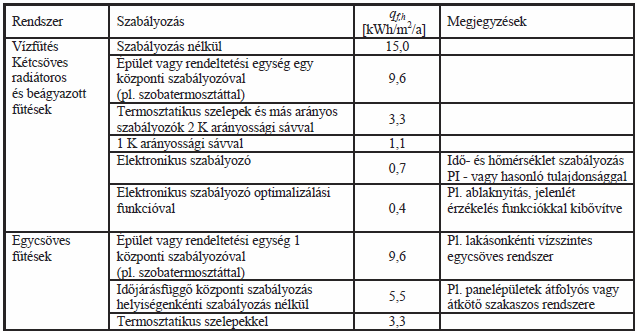 Rendszer Szabályozás qf,h [kWh/m2/a] Megjegyzések
Vízfűtés
Kétcsöves
radiátoros
és beágyazott
fűtések
Szabályozás nélkül 15,0
Épület vagy rendeltetési egység egy
központi szabályozóval
(pl. szobatermosztáttal)
9,6
Termosztatikus szelepek és más arányos
szabályozók 2 K arányossági sávval
3,3
1 K arányossági sávval 1,1
Elektronikus szabályozó
0,7
Idő- és hőmérséklet szabályozás
PI - vagy hasonló tulajdonsággal
Elektronikus szabályozó optimalizálási
funkcióval
0,4
Pl. ablaknyitás, jelenlét
érzékelés funkciókkal kibővítve
Egycsöves
fűtések
Épület vagy rendeltetési egység 1
központi szabályozóval
(pl. szobatermosztáttal)
9,6
Pl. lakásonkénti vízszintes
egycsöves rendszer
Időjárásfüggő központi szabályozás
helyiségenkénti szabályozás nélkül
5,5
Pl. panelépületek átfolyós vagy
átkötő szakaszos rendszere
Termosztatikus szelepekkel 3,3